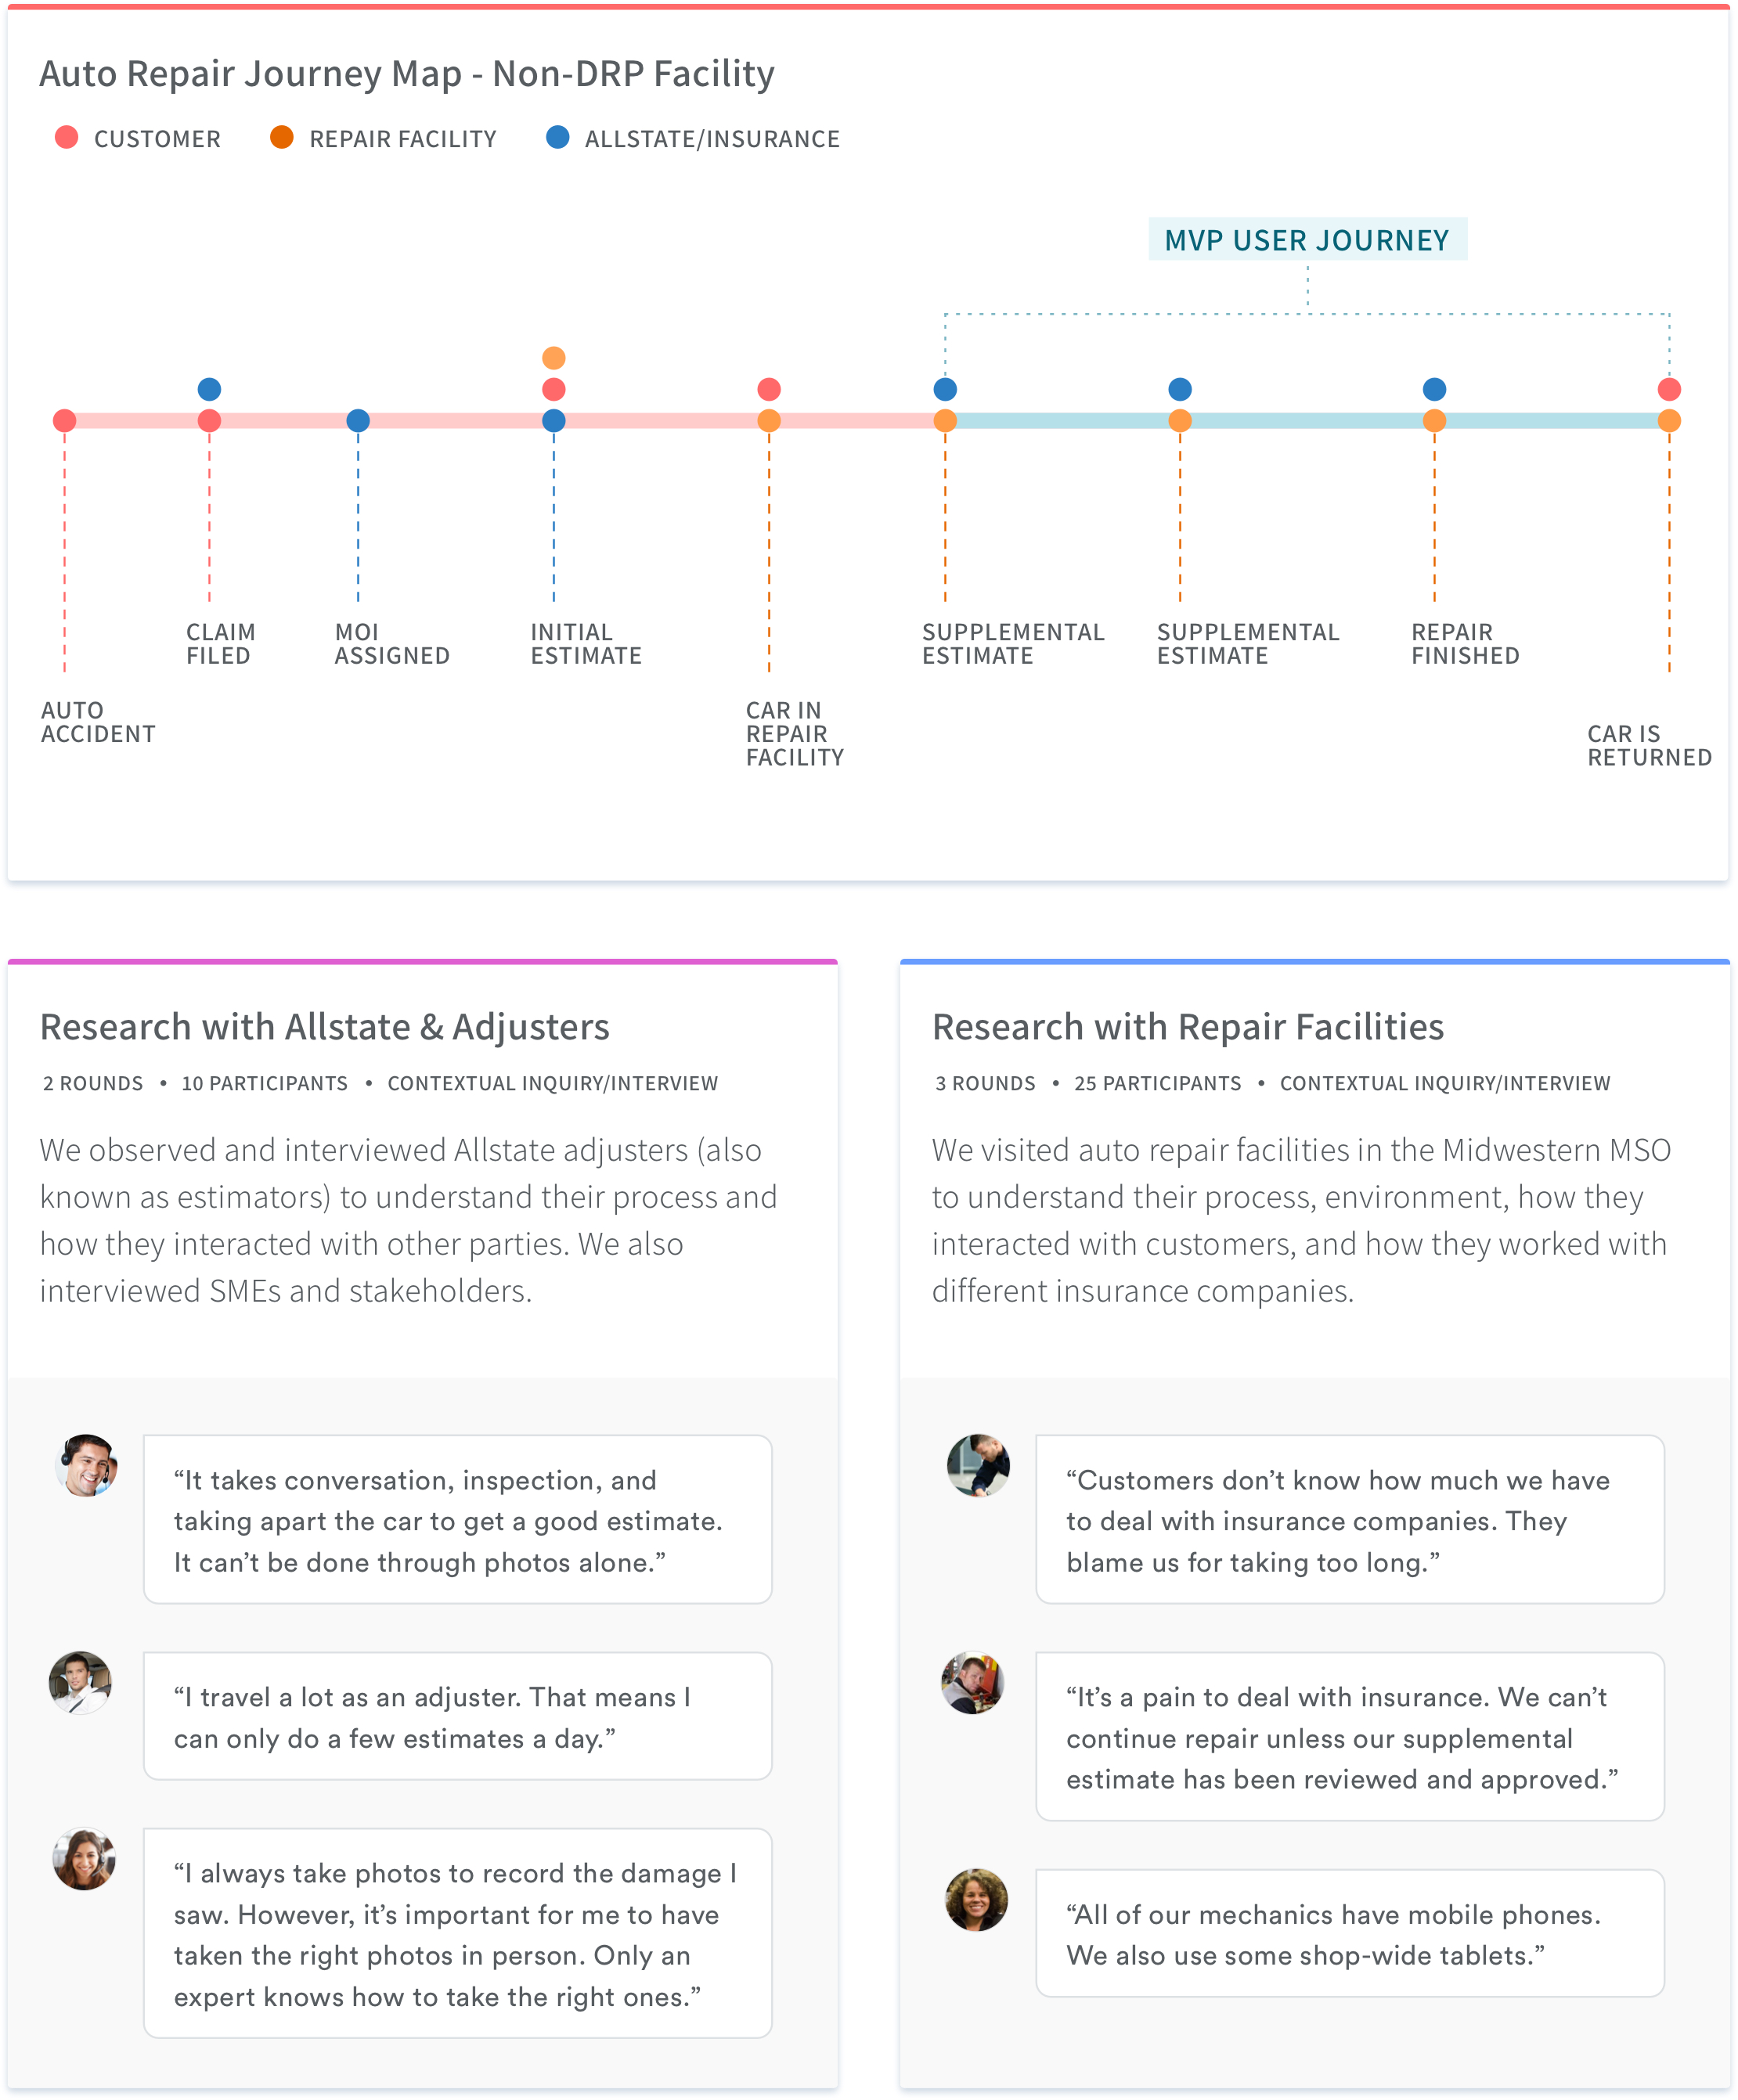 Auto Repair Journey Map - Non-DRP Facility
CUSTOMER
REPAIR FACILITY
ALLSTATE/INSURANCE
MVP USER JOURNEY
CLAIM
FILED
MOI
ASSIGNED
INITIAL
ESTIMATE
SUPPLEMENTAL
ESTIMATE
SUPPLEMENTAL
ESTIMATE
REPAIR
FINISHED
AUTO
ACCIDENT
CAR IN
REPAIR
FACILITY
CAR IS
RETURNED
Research with Allstate & Adjusters
2 ROUNDS • 10 PARTICIPANTS • CONTEXTUAL INQUIRY/INTERVIEW
We observed and interviewed Allstate adjusters (also
known as estimators) to understand their process and
how they interacted with other parties. We also
interviewed SMEs and stakeholders.
“It takes conversation, inspection, and
taking apart the car to get a good estimate.
It can’t be done through photos alone.”
“I travel a lot as an adjuster. That means I
can only do a few estimates a day.”
“I always take photos to record the damage I
saw. However, it’s important for me to have
taken the right photos in person. Only an
expert knows how to take the right ones.”
Research with Repair Facilities
3 ROUNDS • 25 PARTICIPANTS • CONTEXTUAL INQUIRY/INTERVIEW
We visited auto repair facilities in the Midwestern MSO
to understand their process, environment, how they
interacted with customers, and how they worked with
different insurance companies.
“Customers don’t know how much we have
to deal with insurance companies. They
blame us for taking too long.”
“It’s a pain to deal with insurance. We can’t
continue repair unless our supplemental
estimate has been reviewed and approved.”
“All of our mechanics have mobile phones.
We also use some shop-wide tablets.”